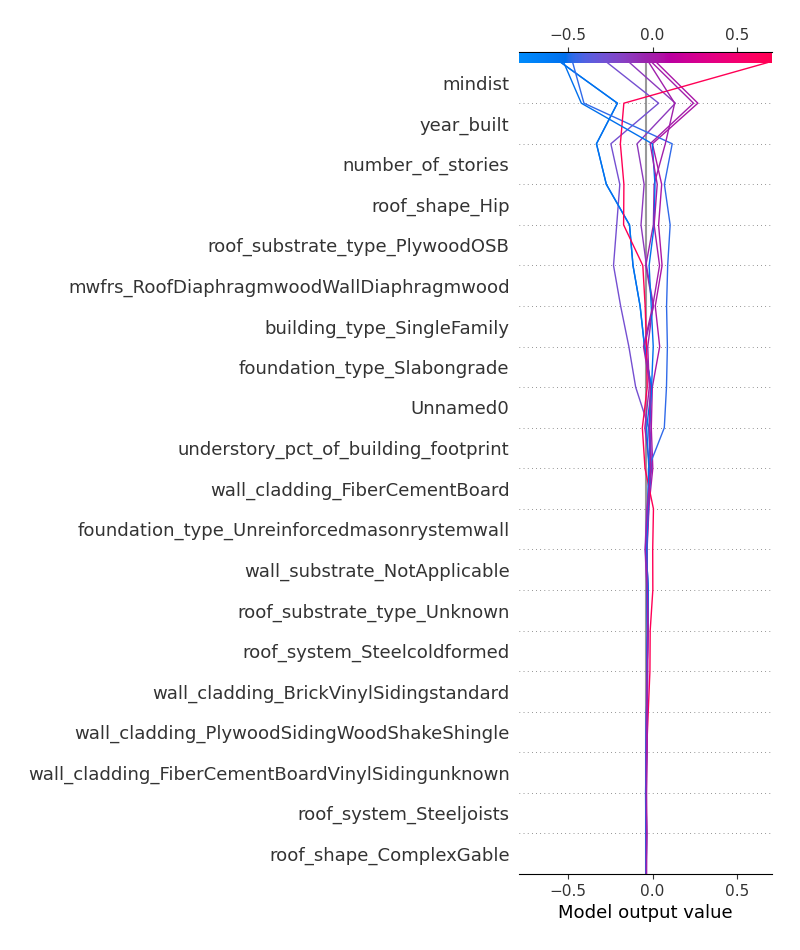 −0.5 0.0 0.5
mindist
year_built
number_of_stories
roof_shape_Hip
roof_substrate_type_PlywoodOSB
mwfrs_RoofDiaphragmwoodWallDiaphragmwood
building_type_SingleFamily
foundation_type_Slabongrade
Unnamed0
understory_pct_of_building_footprint
wall_cladding_FiberCementBoard
foundation_type_Unreinforcedmasonrystemwall
wall_substrate_NotApplicable
roof_substrate_type_Unknown
roof_system_Steelcoldformed
wall_cladding_BrickVinylSidingstandard
wall_cladding_PlywoodSidingWoodShakeShingle
wall_cladding_FiberCementBoardVinylSidingunknown
roof_system_Steeljoists
roof_shape_ComplexGable
−0.5 0.0 0.5
Model output value